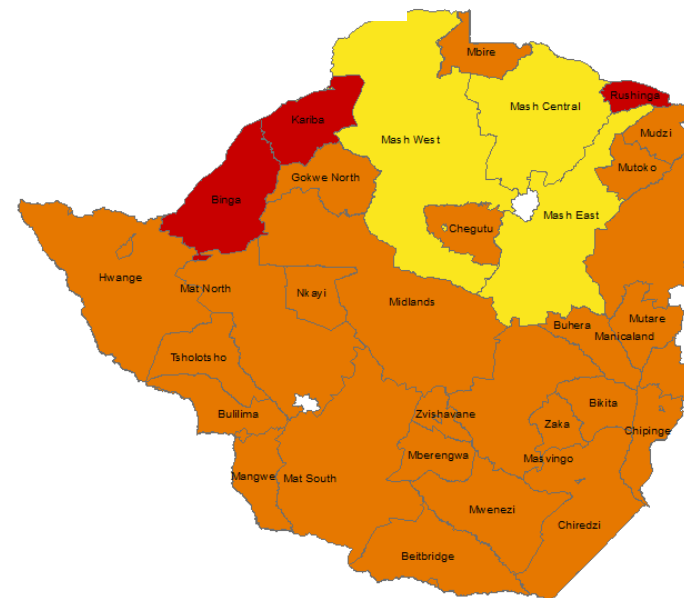 Mbire
Rushinga
Mash Central
Kariba
Mudzi
Mash West
Mutoko
Gokwe North
Binga
Mash East
Chegutu
Hwange
Mat North
Nkayi
Midlands
Mutare
Buhera
Manicaland
Tsholotsho
Bikita
Bulilima
Zvishavane
Zaka
Chipinge
Mberengwa
Masvingo
Mangwe
Mat South
Mwenezi
Chiredzi
Beitbridge